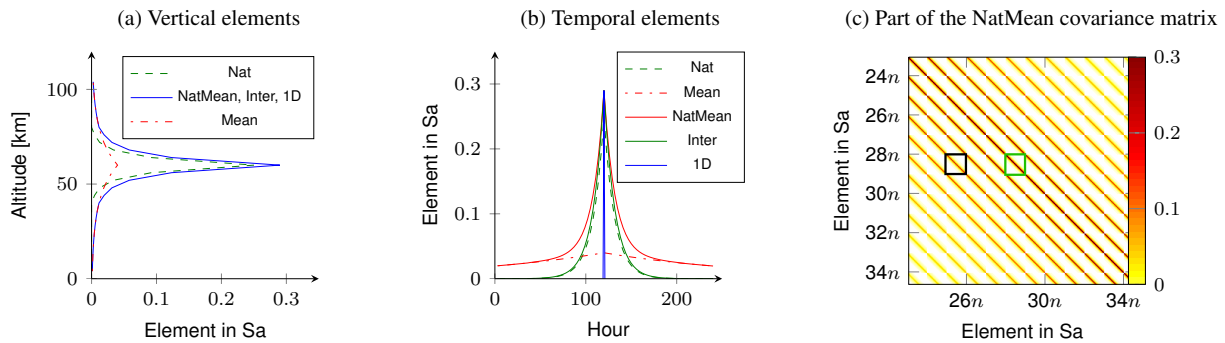 (a) Vertical elements
Altitude [km]
100
50
0
Nat
NatMean, Inter, 1D
Mean
0 0.1 0.2 0.3
Element in Sa
(b) Temporal elements
Element in Sa
0.3
0.2
0.1
0
Nat
Mean
NatMean
Inter
1D
0 100 200
Hour
(c) Part of the NatMean covariance matrix
Element in Sa
24n
26n
28n
30n
32n
34n
26n 30n 34n
Element in Sa
0.3
0.2
0.1
0